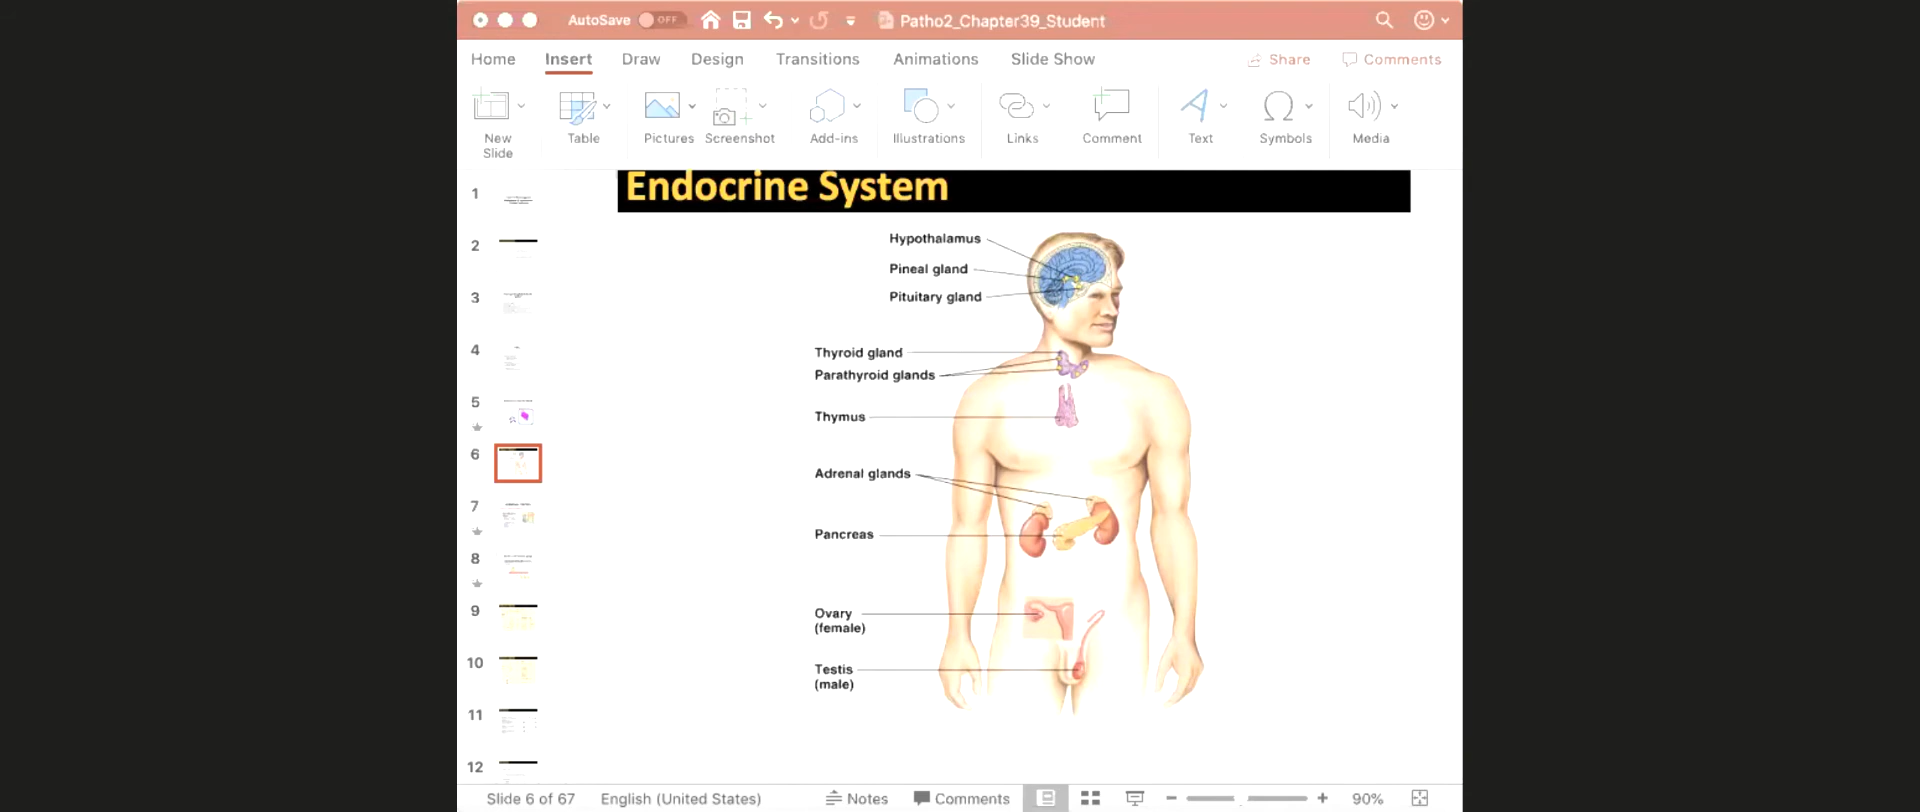 AutoSave OFF Patho2_Chapter39_Student
Home Insert Draw Design Transitions Animations Slide Show Share Comments
New Slide Table Pictures Screenshot Add-ins Illustrations Links Comment Text Symbols Media
Endocrine System
1
2
3
4
5
6
7
8
9
10
11
12
Hypothalamus
Pineal gland
Pituitary gland
Thyroid gland
Parathyroid glands
Thymus
Adrenal glands
Pancreas
Ovary
(female)
Testis
(male)
Slide 6 of 67 English (United States) Notes Comments 90%